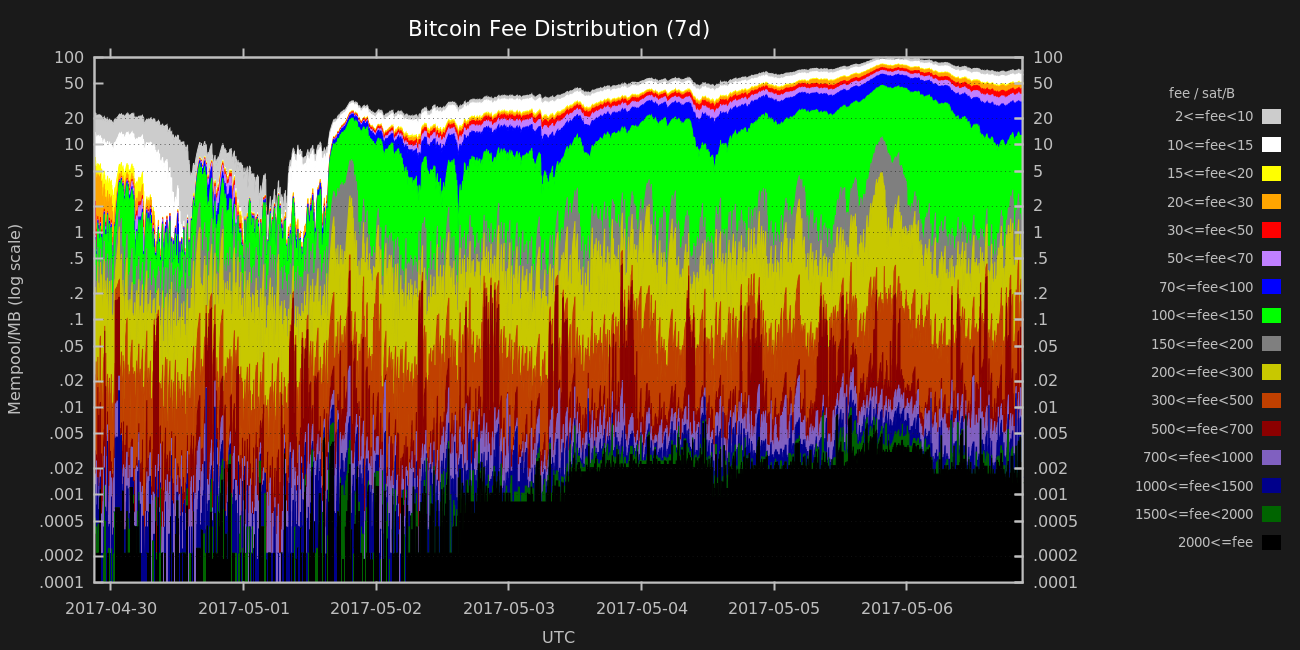 Bitcoin Fee Distribution (7d)
Mempool/MB (log scale)
100
50
20
10
5
2
1
.5
.2
.1
.05
.02
.01
.005
.002
.001
.0005
.0002
.0001
100
50
20
10
5
2
1
.5
.2
.1
.05
.02
.01
.005
.002
.001
.0005
.0002
.0001
2017-04-30 2017-05-01 2017-05-02 2017-05-03 2017-05-04 2017-05-05 2017-05-06
UTC
fee / sat/B
2<=fee<10
10<=fee<15
15<=fee<20
20<=fee<30
30<=fee<50
50<=fee<70
70<=fee<100
100<=fee<150
150<=fee<200
200<=fee<300
300<=fee<500
500<=fee<700
700<=fee<1000
1000<=fee<1500
1500<=fee<2000
2000<=fee